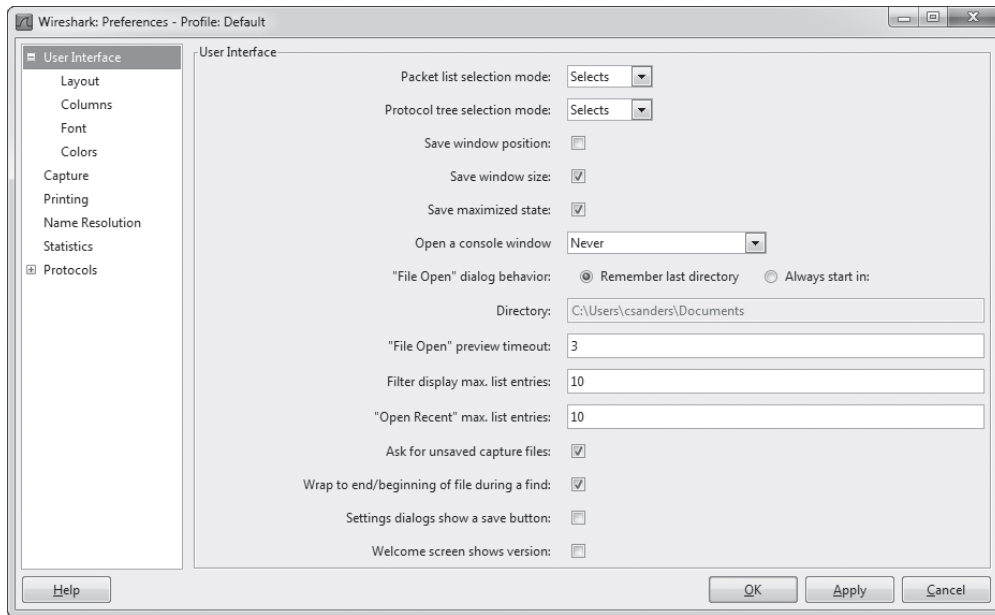 Wireshark: Preferences - Profile: Default
User Interface
Layout
Columns
Font
Colors
Capture
Printing
Name Resolution
Statistics
Protocols
User Interface
Packet list selection mode: Selects
Protocol tree selection mode: Selects
Save window position:
Save window size:
Save maximized state:
Open a console window Never
"File Open" dialog behavior: Remember last directory Always start in:
Directory: C:\Users\csanders\Documents
"File Open" preview timeout: 3
Filter display max. list entries: 10
"Open Recent" max. list entries: 10
Ask for unsaved capture files:
Wrap to end/beginning of file during a find:
Settings dialogs show a save button:
Welcome screen shows version:
Help OK Apply Cancel